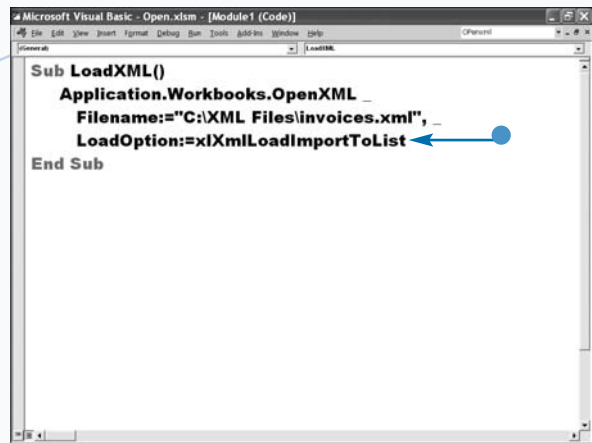 Microsoft Visual Basic - Open.xlsm - [Module1 (Code)]
File Edit View Insert Format Debug Run Tools Add-Ins Window Help OPenxml
(General) LoadXML
Sub LoadXML()
Application.Workbooks.OpenXML _
Filename:="C:\XML Files\invoices.xml", _
LoadOption:=xlXmlLoadImportToList
End Sub